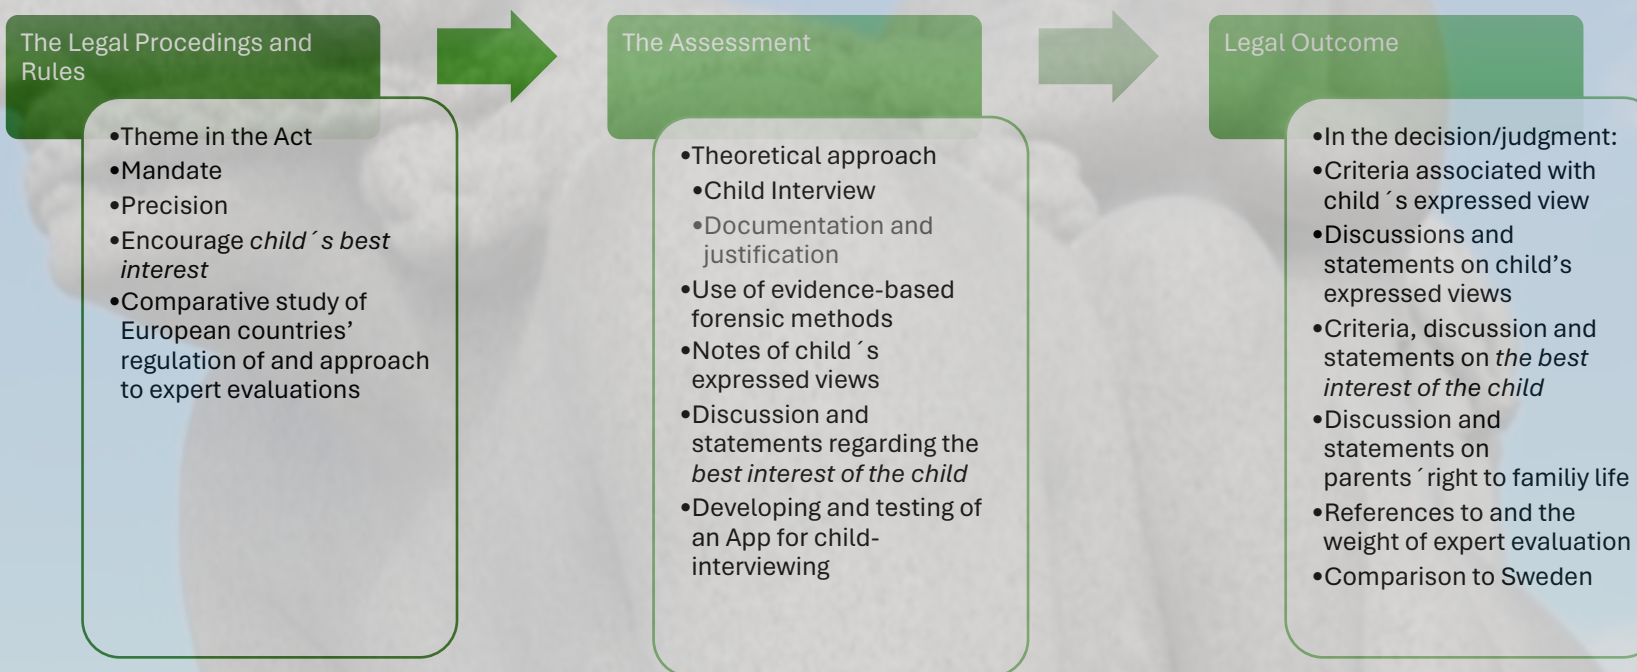 The Legal Procedings and
Rules
•Theme in the Act
•Mandate
•Precision
•Encourage child´s best
interest
•Comparative study of
European countries’
regulation of and approach
to expert evaluations
The Assessment
•Theoretical approach
•Child Interview
•Documentation and
justification
•Use of evidence-based
forensic methods
•Notes of child´s
expressed views
•Discussion and
statements regarding the
best interest of the child
•Developing and testing of
an App for child-
interviewing
Legal Outcome
•In the decision/judgment:
•Criteria associated with
child´s expressed view
•Discussions and
statements on child’s
expressed views
•Criteria, discussion and
statements on the best
interest of the child
•Discussion and
statements on
parents´right to familiy life
•References to and the
weight of expert evaluation
•Comparison to Sweden